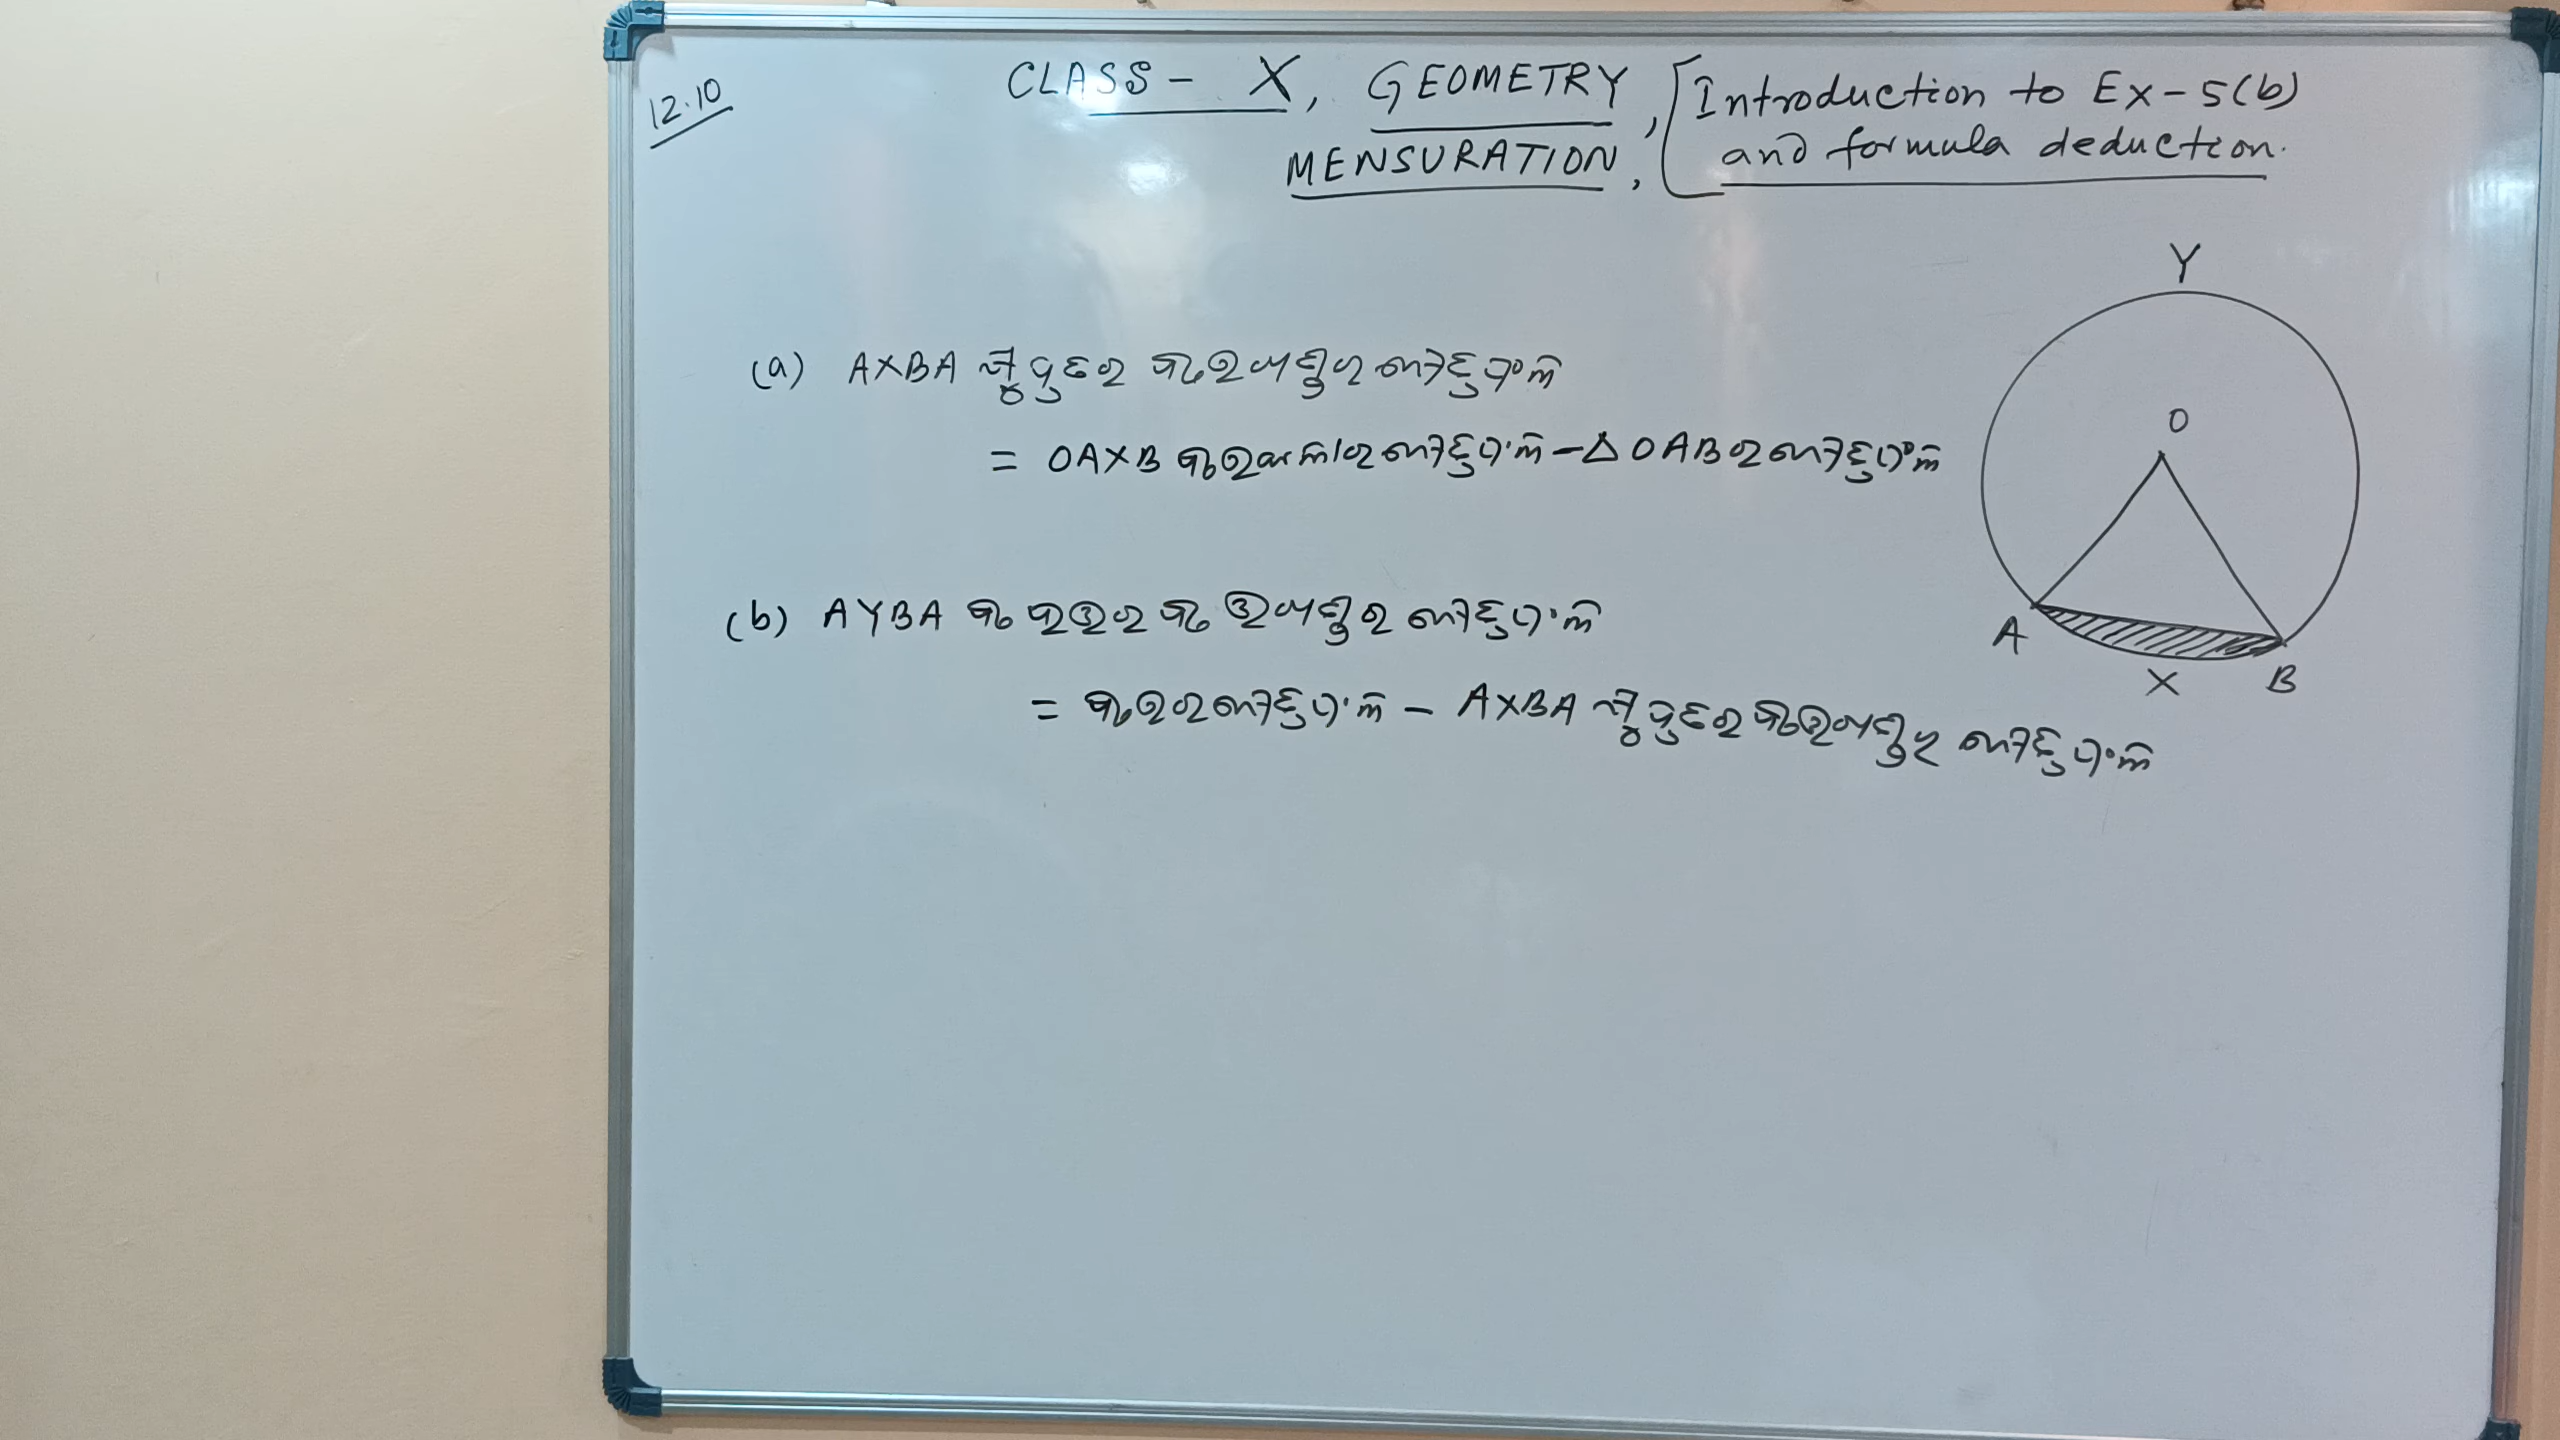 12.10
CLASS - X, GEOMETRY
MENSURATION,
, [Introduction to Ex-5(b)
and formula deduction.
(a) AXBA କ୍ଷୁଦ୍ରତର ବୃତ୍ତଖଣ୍ଡର କ୍ଷେତ୍ରଫଳ
= OAXB ବୃତ୍ତକଳାର କ୍ଷେତ୍ରଫଳ - Δ OAB ର କ୍ଷେତ୍ରଫଳ
(b) AYBA ବୃହତ୍ତର ବୃତ୍ତଖଣ୍ଡର କ୍ଷେତ୍ରଫଳ
= ବୃତ୍ତର କ୍ଷେତ୍ରଫଳ - AXBA କ୍ଷୁଦ୍ରତର ବୃତ୍ତଖଣ୍ଡର କ୍ଷେତ୍ରଫଳ
Y
O
A
X
B